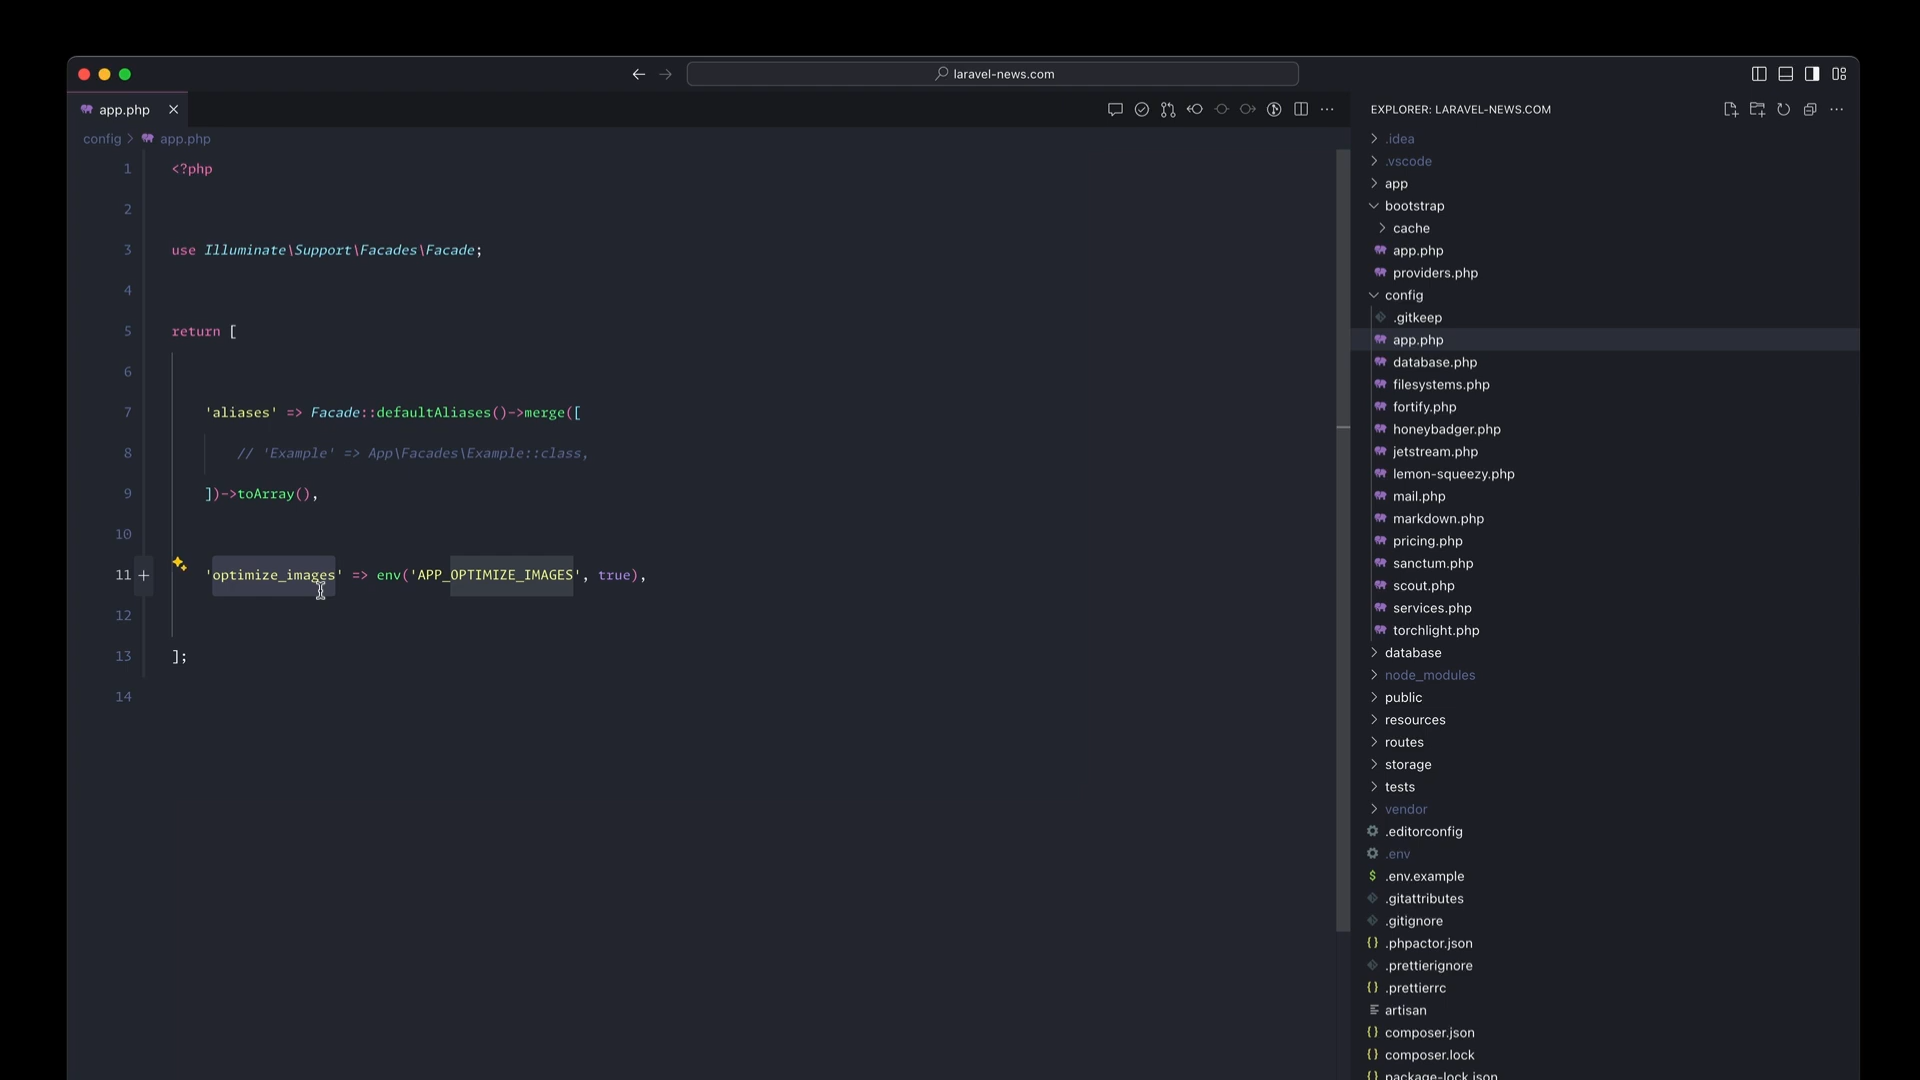 laravel-news.com
app.php
config > app.php
1 <?php
2
3 use Illuminate\Support\Facades\Facade;
4
5 return [
6
7 'aliases' => Facade::defaultAliases()->merge([
8 // 'Example' => App\Facades\Example::class,
9 ])->toArray(),
10
11 'optimize_images' => env('APP_OPTIMIZE_IMAGES', true),
12
13 ];
14
EXPLORER: LARAVEL-NEWS.COM
.idea
.vscode
app
bootstrap
cache
app.php
providers.php
config
.gitkeep
app.php
database.php
filesystems.php
fortify.php
honeybadger.php
jetstream.php
lemon-squeezy.php
mail.php
markdown.php
pricing.php
sanctum.php
scout.php
services.php
torchlight.php
database
node_modules
public
resources
routes
storage
tests
vendor
.editorconfig
.env
$ .env.example
.gitattributes
.gitignore
{} .phpactor.json
.prettierignore
{} .prettierrc
artisan
{} composer.json
{} composer.lock
{} package-lock.json